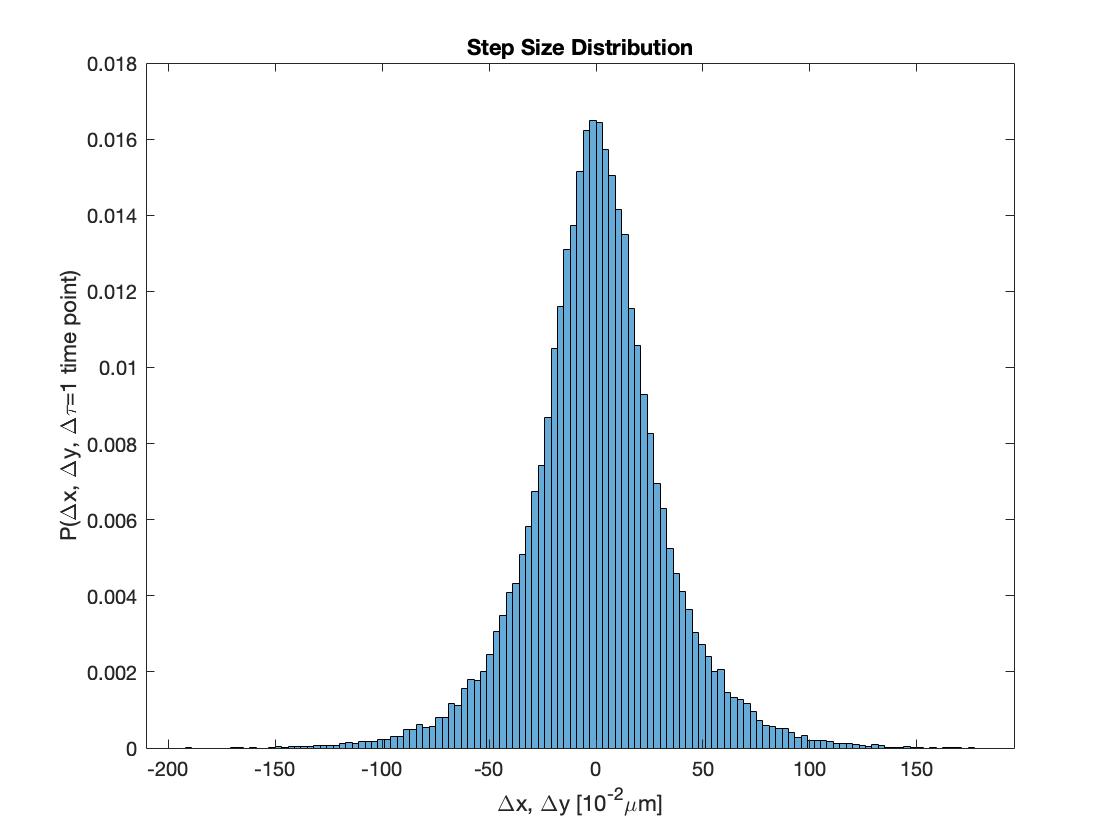 Step Size Distribution
0.018
0.016
0.014
0.012
0.01
0.008
0.006
0.004
0.002
0
P(Δx, Δy, Δτ=1 time point)
-200 -150 -100 -50 0 50 100 150
Δx, Δy [10⁻²μm]